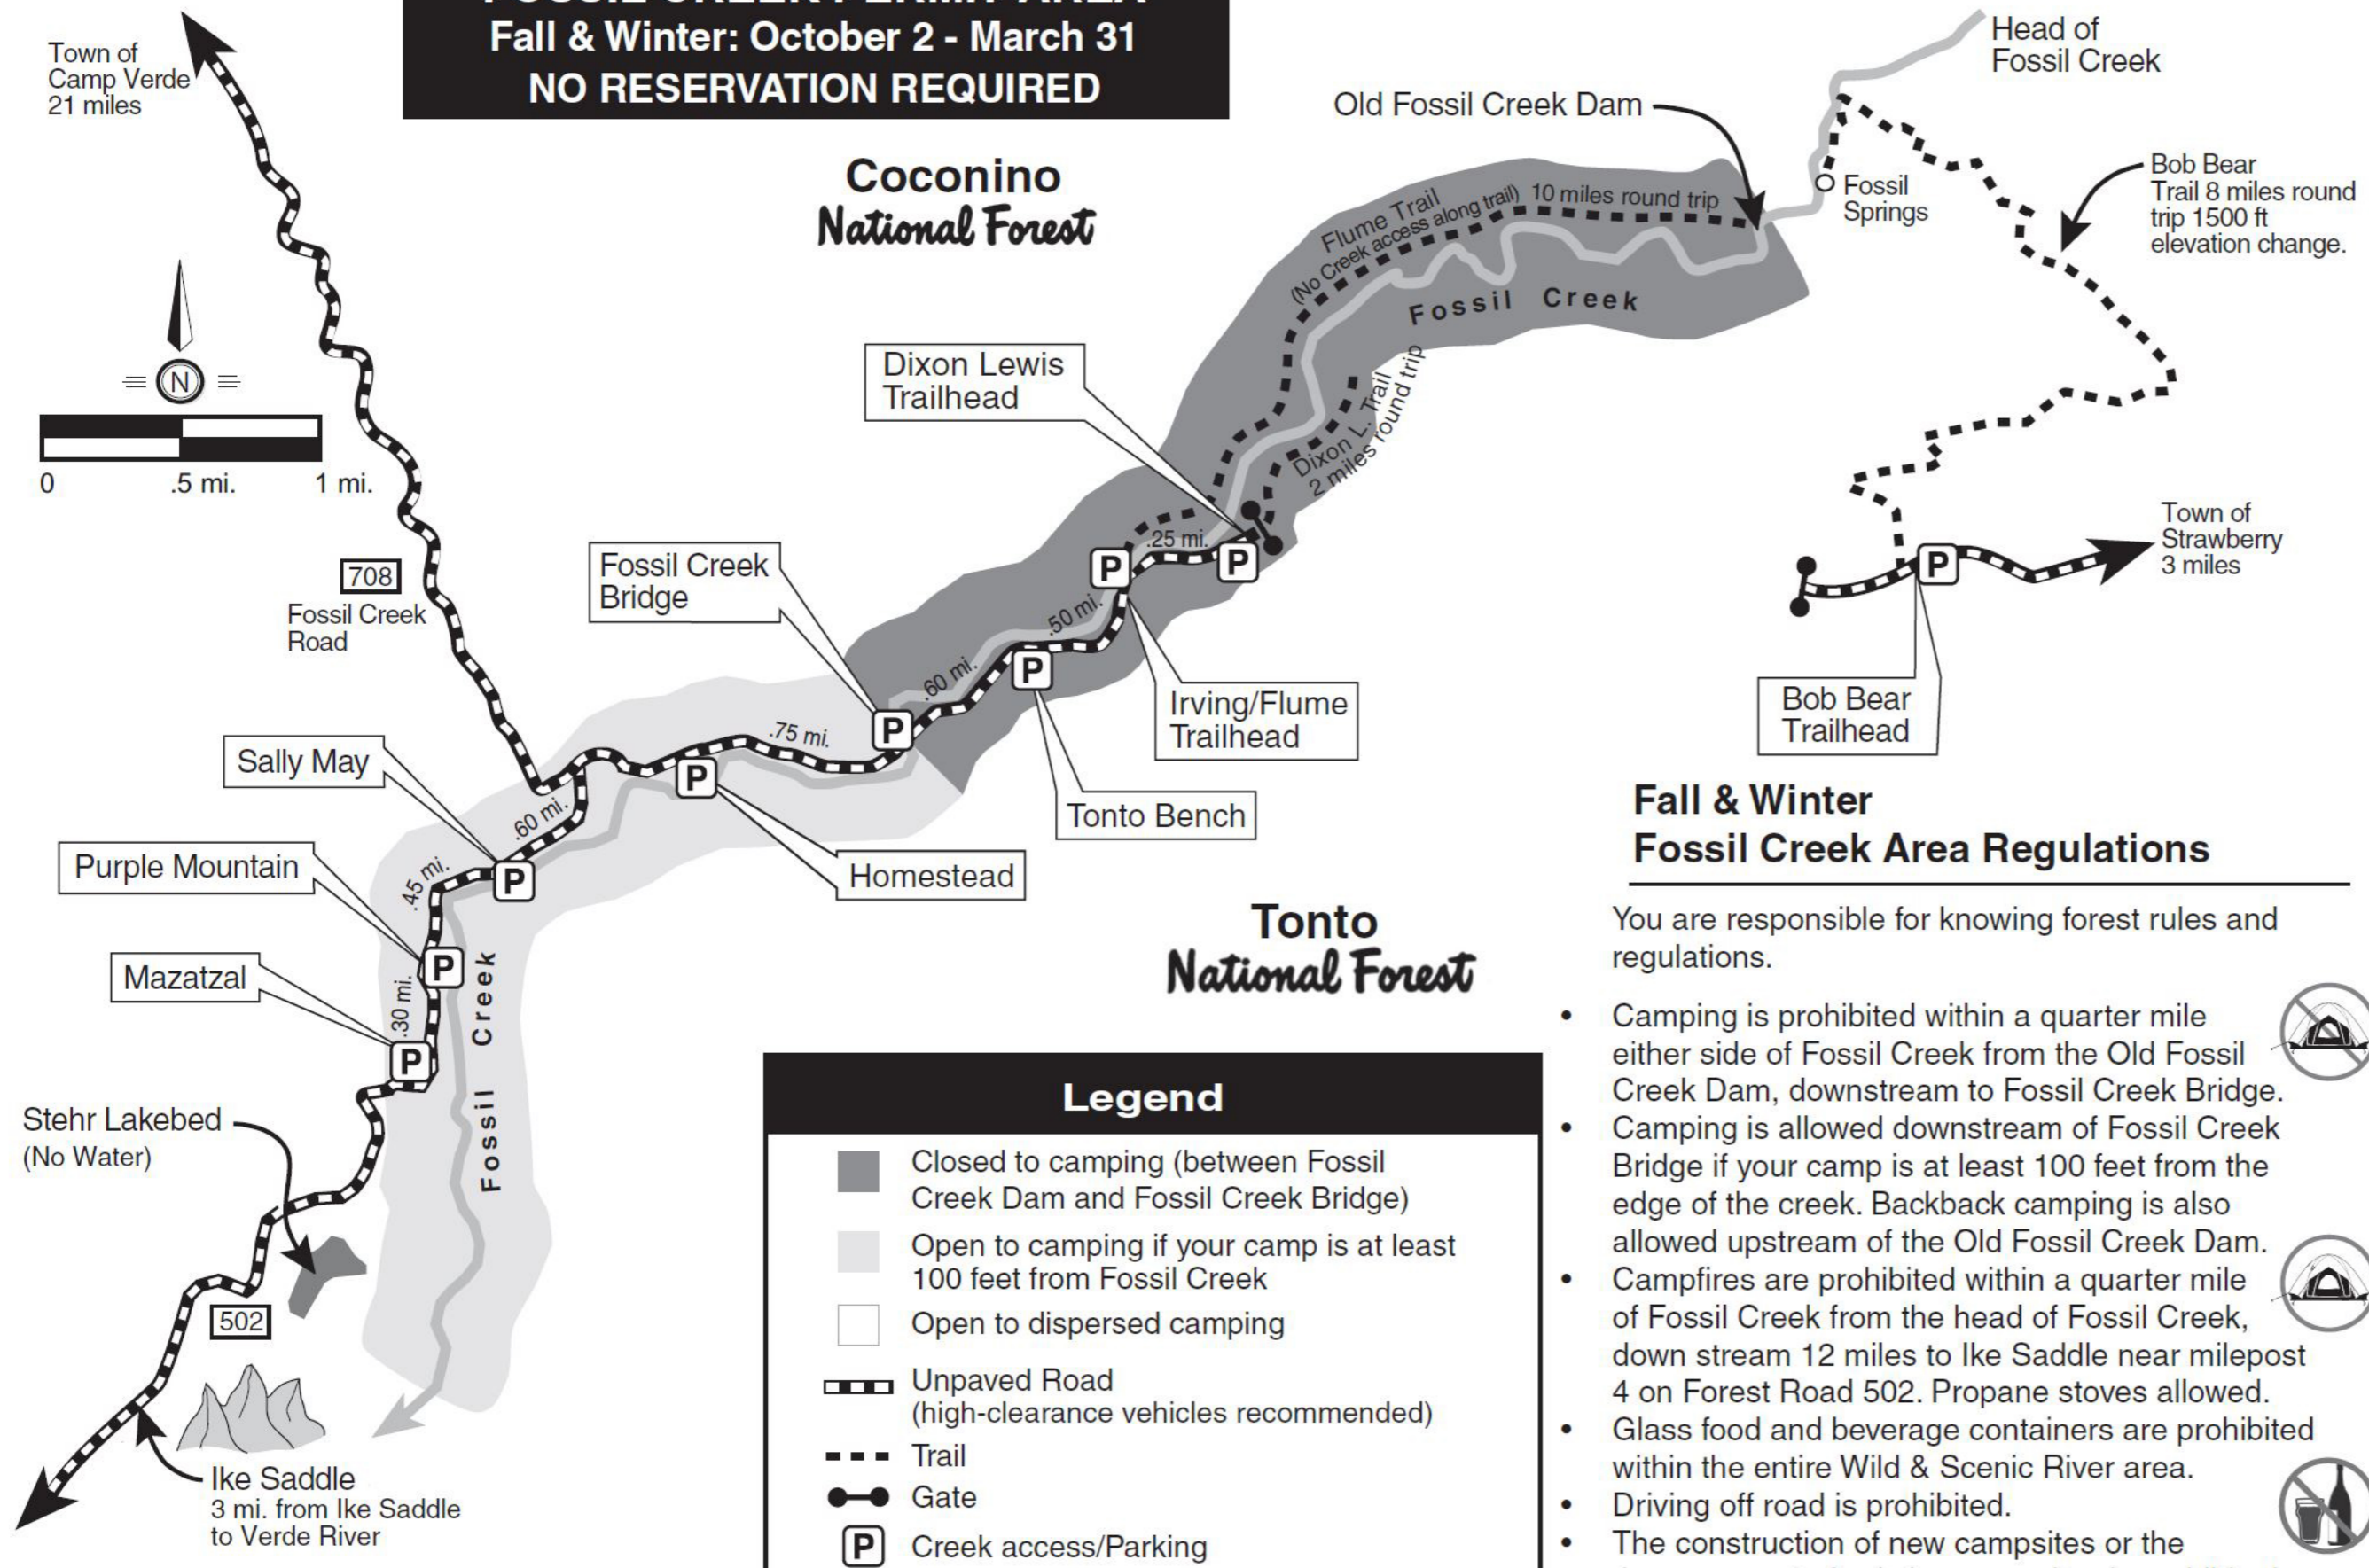 FOSSIL CREEK PERMIT AREA
Fall & Winter: October 2 - March 31
NO RESERVATION REQUIRED
Town of
Camp Verde
21 miles
Head of
Fossil Creek
Old Fossil Creek Dam
Coconino
National Forest
Flume Trail
(No Creek access along trail)
10 miles round trip
Fossil
Springs
Bob Bear
Trail 8 miles round
trip 1500 ft
elevation change.
Fossil Creek
N
0 .5 mi. 1 mi.
Dixon Lewis
Trailhead
Dixon L. Trail
2 miles round trip
708
Fossil Creek
Road
Fossil Creek
Bridge
.25 mi.
P
P
.50 mi.
P
.60 mi.
P
Irving/Flume
Trailhead
Tonto Bench
Town of
Strawberry
3 miles
P
Bob Bear
Trailhead
.75 mi.
P
Homestead
Sally May
.60 mi.
P
Purple Mountain
.45 mi.
P
Mazatzal
.30 mi.
P
Fossil Creek
Stehr Lakebed
(No Water)
502
Ike Saddle
3 mi. from Ike Saddle
to Verde River
Tonto
National Forest
Legend
Closed to camping (between Fossil
Creek Dam and Fossil Creek Bridge)
Open to camping if your camp is at least
100 feet from Fossil Creek
Open to dispersed camping
Unpaved Road
(high-clearance vehicles recommended)
Trail
Gate
P Creek access/Parking
Fall & Winter
Fossil Creek Area Regulations
You are responsible for knowing forest rules and
regulations.
• Camping is prohibited within a quarter mile
either side of Fossil Creek from the Old Fossil
Creek Dam, downstream to Fossil Creek Bridge.
• Camping is allowed downstream of Fossil Creek
Bridge if your camp is at least 100 feet from the
edge of the creek. Backback camping is also
allowed upstream of the Old Fossil Creek Dam.
• Campfires are prohibited within a quarter mile
of Fossil Creek from the head of Fossil Creek,
down stream 12 miles to Ike Saddle near milepost
4 on Forest Road 502. Propane stoves allowed.
• Glass food and beverage containers are prohibited
within the entire Wild & Scenic River area.
• Driving off road is prohibited.
• The construction of new campsites or the